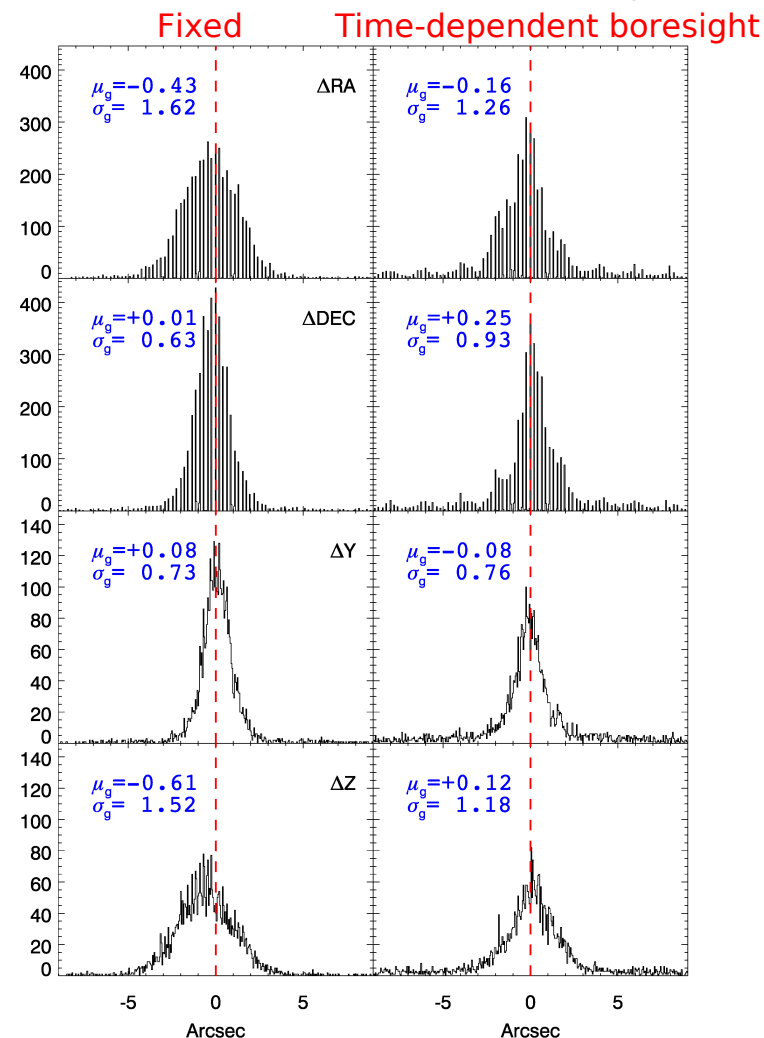 Fixed Time-dependent boresight
400
300
200
100
0
μg=-0.43
σg= 1.62
ΔRA
μg=-0.16
σg= 1.26
400
300
200
100
0
μg=+0.01
σg= 0.63
ΔDEC
μg=+0.25
σg= 0.93
140
120
100
80
60
40
20
0
μg=+0.08
σg= 0.73
ΔY
μg=-0.08
σg= 0.76
140
120
100
80
60
40
20
0
μg=-0.61
σg= 1.52
ΔZ
μg=+0.12
σg= 1.18
-5 0 5 -5 0 5
Arcsec Arcsec